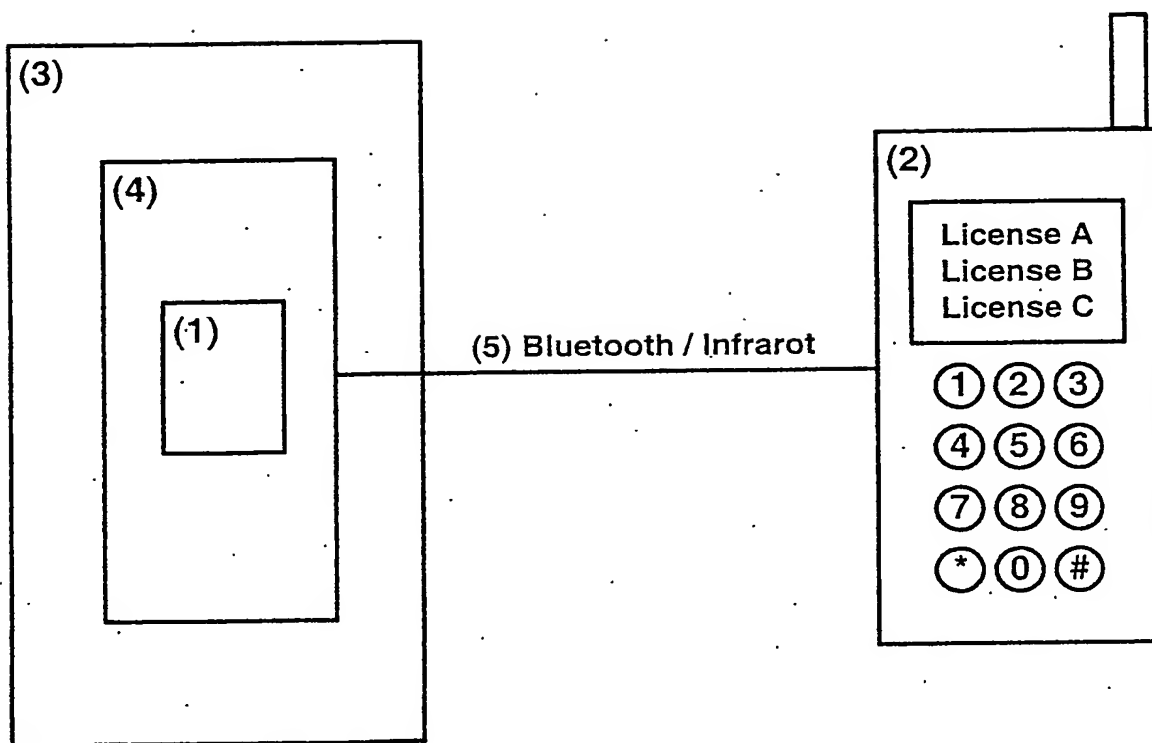 (3)
(4)
(1)
(5) Bluetooth / Infrarot
(2)
License A
License B
License C
1 2 3
4 5 6
7 8 9
* 0 #